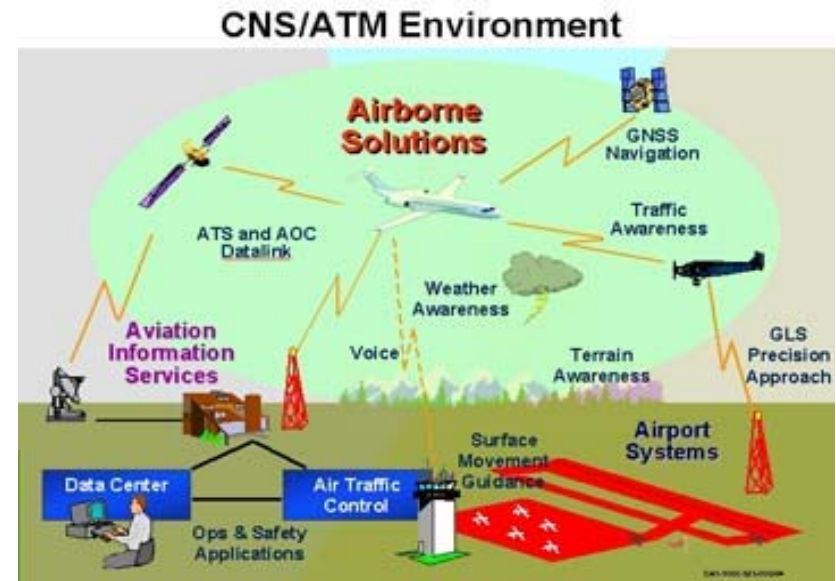 CNS/ATM Environment
Airborne
Solutions
GNSS
Navigation
ATS and AOC
Datalink
Traffic
Awareness
Weather
Awareness
Aviation
Information
Services
Voice
Terrain
Awareness
GLS
Precision
Approach
Surface
Movement
Guidance
Airport
Systems
Data Center
Air Traffic
Control
Ops & Safety
Applications